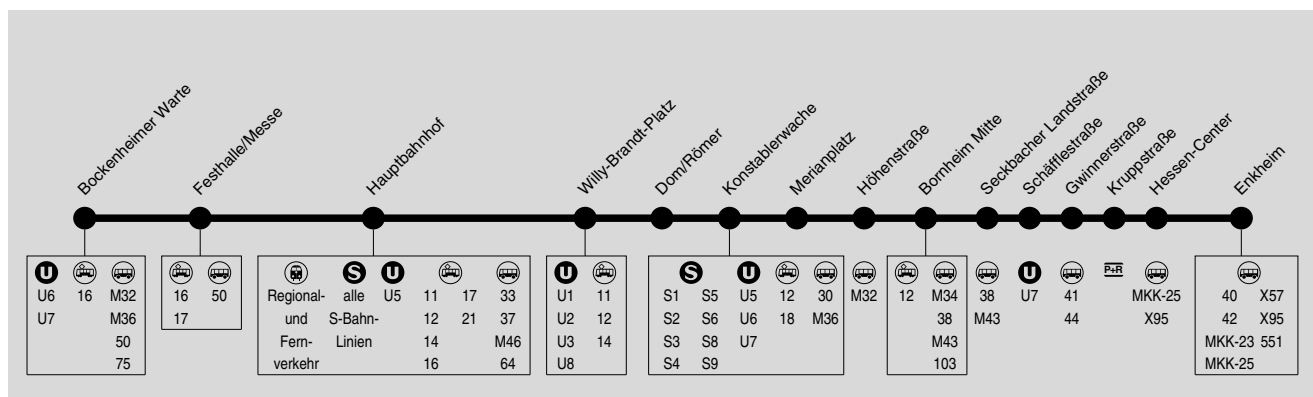 Bockenheimer Warte
Festhalle/Messe
Hauptbahnhof
Willy-Brandt-Platz
Dom/Römer
Konstablerwache
Merianplatz
Höhenstraße
Bornheim Mitte
Seckbacher Landstraße
Schäfflestraße
Gwinnerstraße
Kruppstraße
Hessen-Center
Enkheim
U
U6 16 M32
U7 M36
50
75
16 50
17
S U
Regional- alle U5 11 17 33
und S-Bahn- 12 21 37
Fern- Linien 14 M46
verkehr 16 64
U
U1 11
U2 12
U3 14
U8
S U
S1 S5 U5 12 30
S2 S6 U6 18 M36
S3 S8 U7
S4 S9
M32
12 M34
38
M43
103
38
M43
U
U7
41
44
P+R
MKK-25
X95
40 X57
42 X95
MKK-23 551
MKK-25